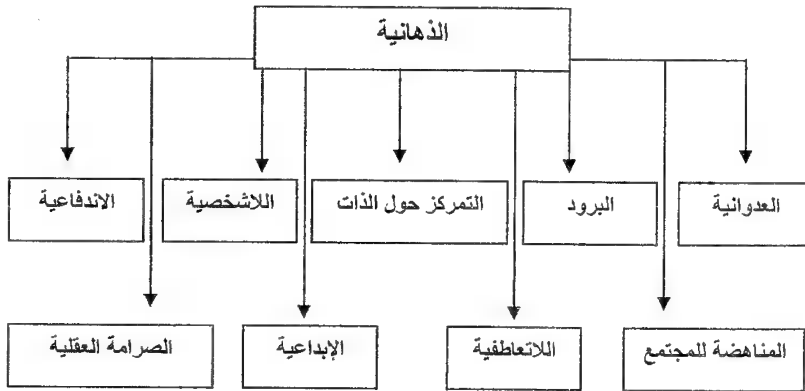 الذهانية
العدوانية
البرود
التمركز حول الذات
اللاشخصية
الاندفاعية
المناهضة للمجتمع
اللاتعاطفية
الإبداعية
الصرامة العقلية